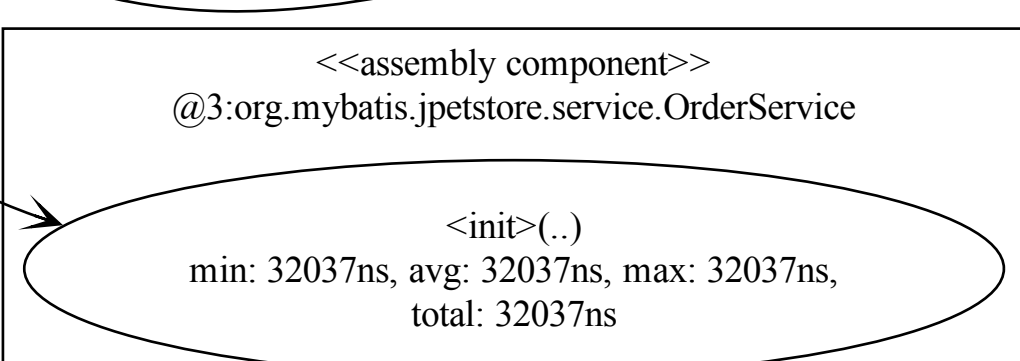 <<assembly component>>
@3:org.mybatis.jpetstore.service.OrderService
<init>(..)
min: 32037ns, avg: 32037ns, max: 32037ns,
total: 32037ns